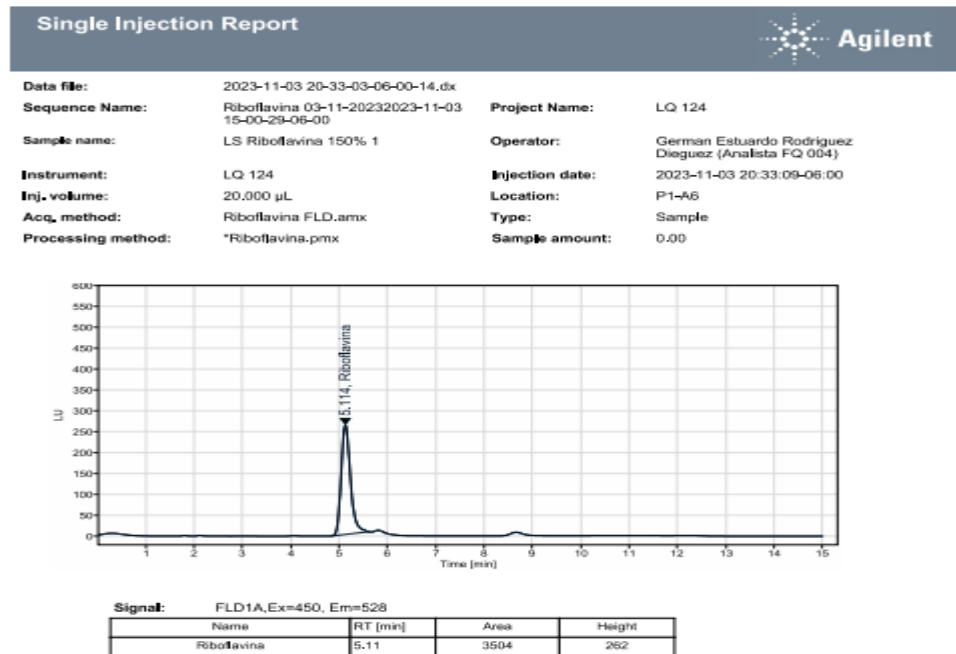 Single Injection Report
Agilent
Data file: 2023-11-03 20-33-03-06-00-14.dx
Sequence Name: Riboflavina 03-11-20232023-11-03 Project Name: LQ 124
15-00-29-06-00
Sample name: LS Riboflavina 150% 1 Operator: German Estuardo Rodriguez
Dieguez (Analista FQ 004)
Instrument: LQ 124 Injection date: 2023-11-03 20:33:09-06:00
Inj. volume: 20.000 µL Location: P1-A6
Acq. method: Riboflavina FLD.amx Type: Sample
Processing method: *Riboflavina.pmx Sample amount: 0.00
600
550
500
450
400
350
300
250
200
150
100
50
0
LU
5.114, Riboflavina
1 2 3 4 5 6 7 8 9 10 11 12 13 14 15
Time [min]
Signal: FLD1A,Ex=450, Em=528
Name RT [min] Area Height
Riboflavina 5.11 3504 262